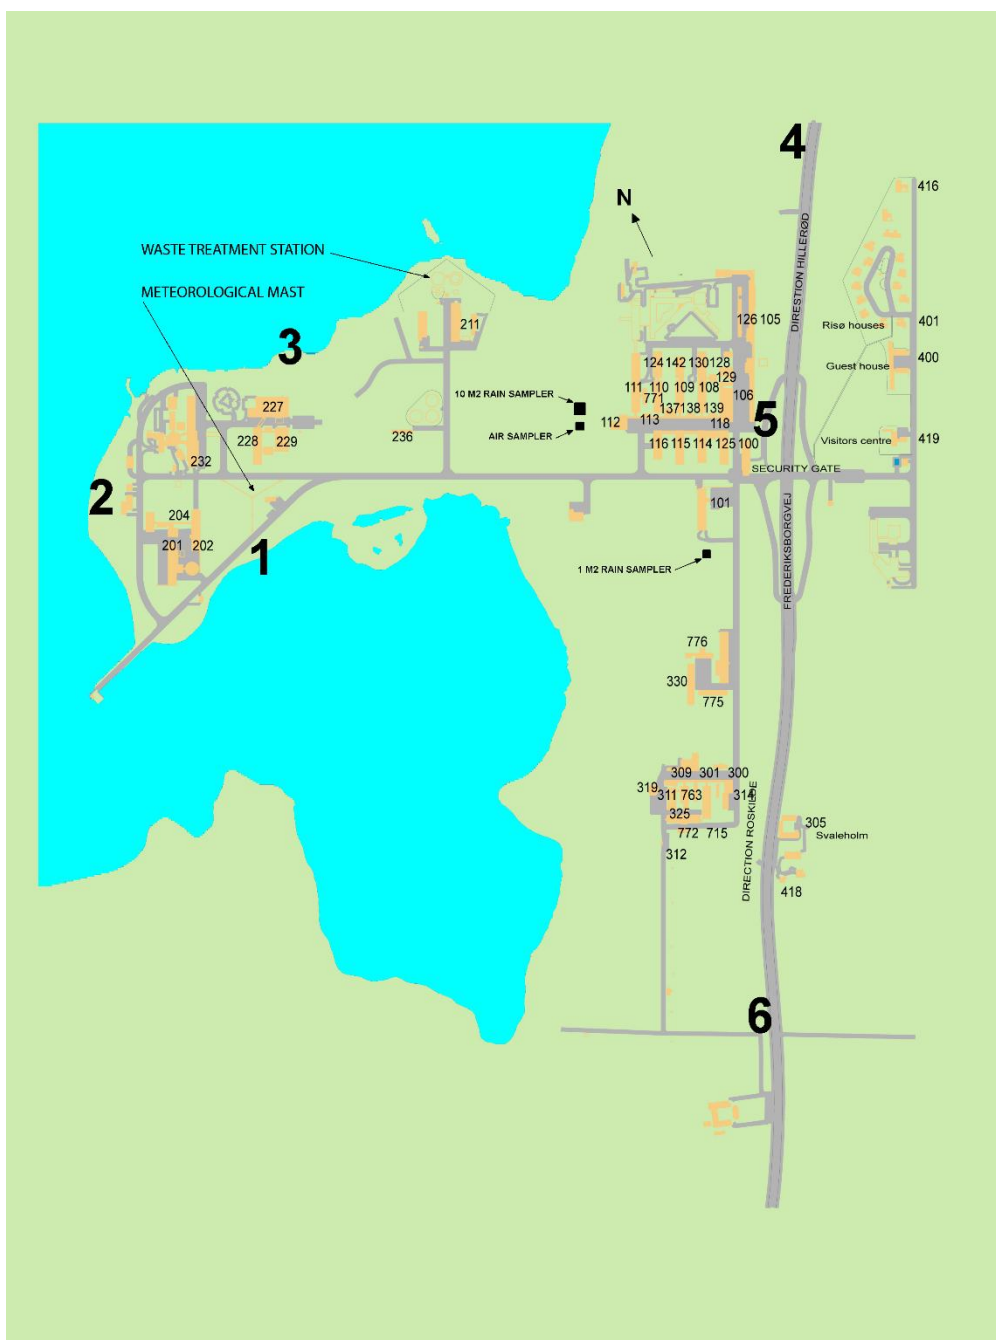 4
416
N
DIRESTION HILLERØD
WASTE TREATMENT STATION
METEOROLOGICAL MAST
211
126 105
Risø houses
401
3
124 142 130 128
400
Guest house
129
111 110 109 108
106
771
10 M2 RAIN SAMPLER
227
137 138 139
5
113
118
112
AIR SAMPLER
236
228 229
116 115 114 125 100
Visitors centre
419
232
SECURITY GATE
2
101
204
201 202
1
FREDERIKSBORGVEJ
1 M2 RAIN SAMPLER
776
330
775
309 301 300
319
311 763
314
325
772 715
305
Svaleholm
312
DIRECTION ROSKILDE
418
6